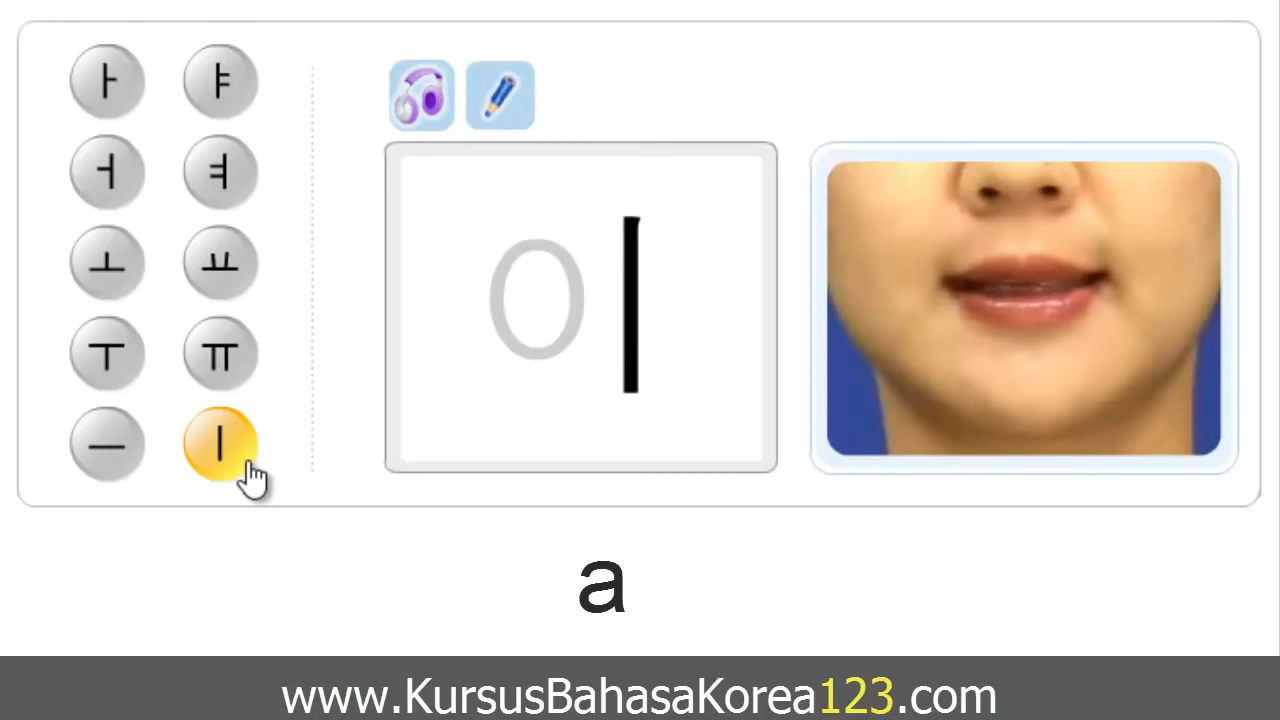 ㅏ ㅑ
ㅓ ㅕ
ㅗ ㅛ
ㅜ ㅠ
ㅡ ㅣ
이
a
www.KursusBahasaKorea123.com